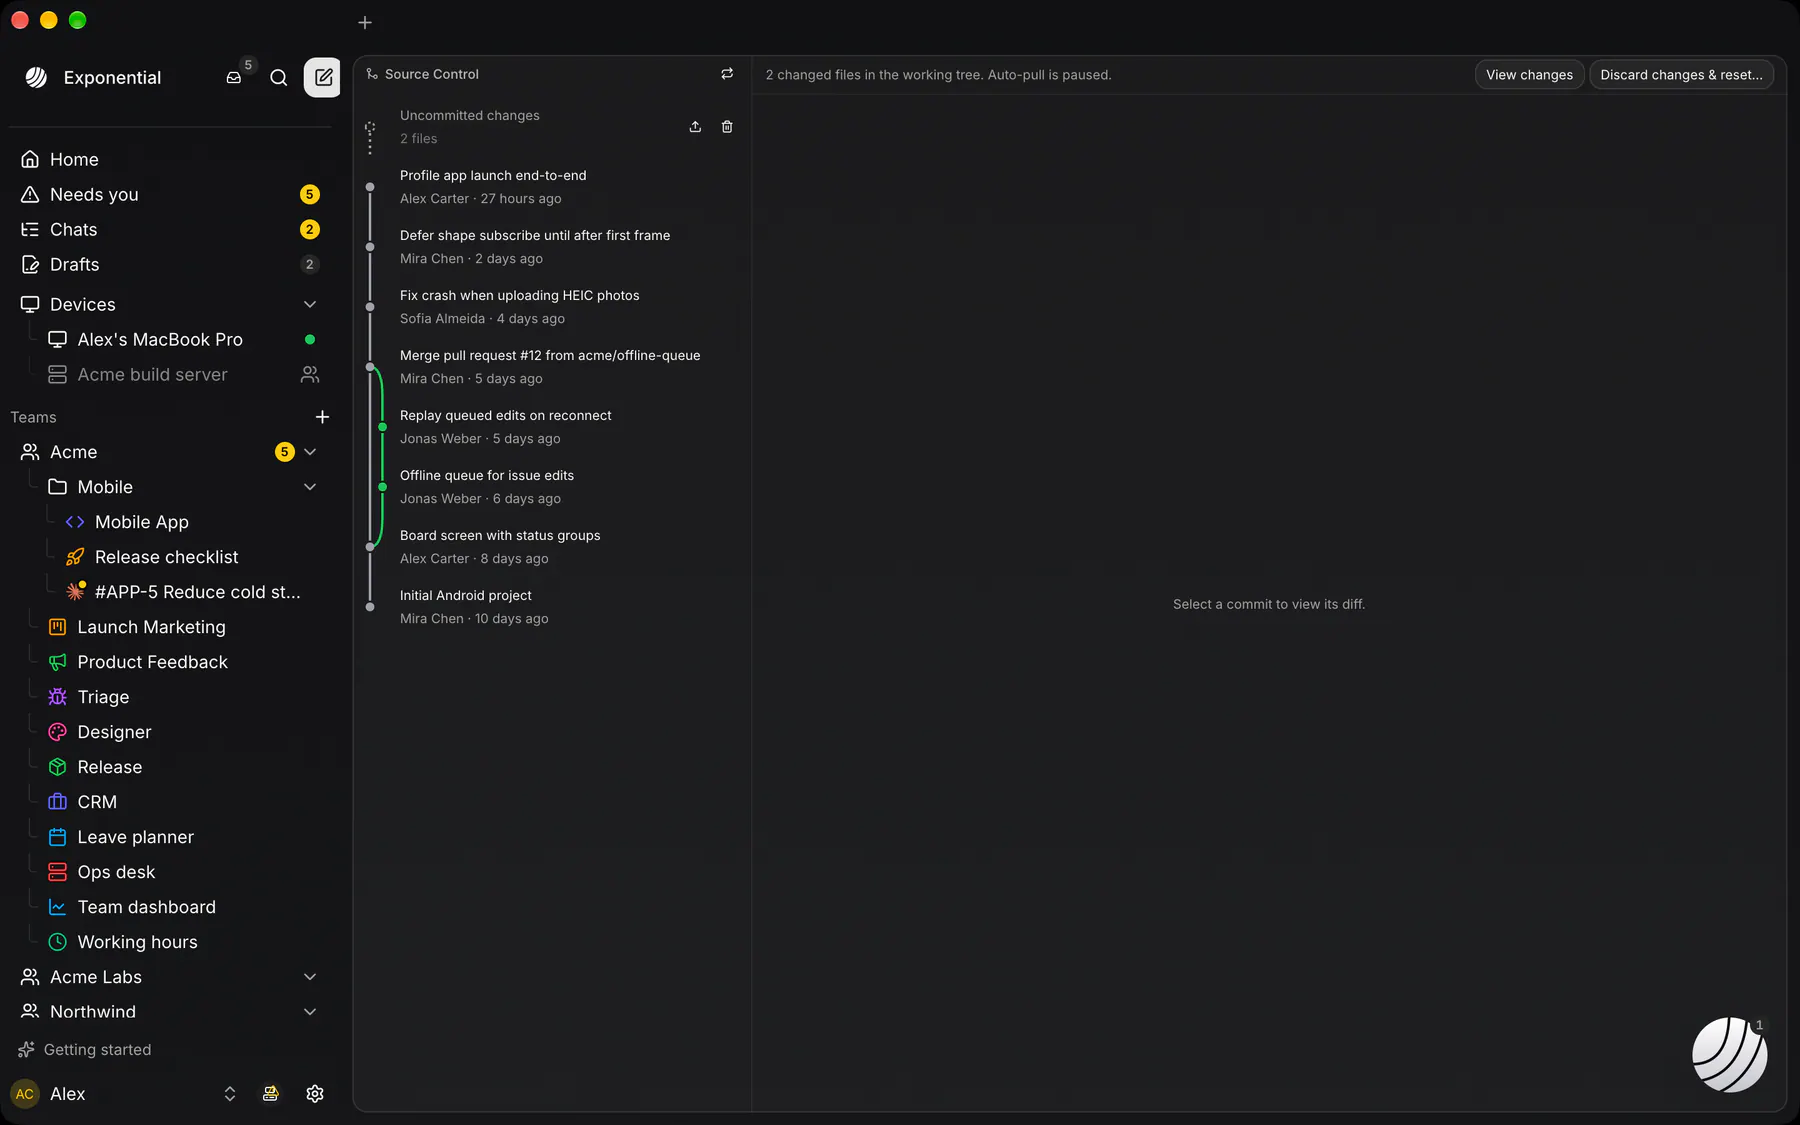 Exponential
5
Home
Needs you
5
Chats
2
Drafts
2
Devices
Alex's MacBook Pro
Acme build server
Teams
Acme
5
Mobile
Mobile App
Release checklist
#APP-5 Reduce cold st...
Launch Marketing
Product Feedback
Triage
Designer
Release
CRM
Leave planner
Ops desk
Team dashboard
Working hours
Acme Labs
Northwind
Getting started
AC
Alex
Source Control
Uncommitted changes
2 files
Profile app launch end-to-end
Alex Carter · 27 hours ago
Defer shape subscribe until after first frame
Mira Chen · 2 days ago
Fix crash when uploading HEIC photos
Sofia Almeida · 4 days ago
Merge pull request #12 from acme/offline-queue
Mira Chen · 5 days ago
Replay queued edits on reconnect
Jonas Weber · 5 days ago
Offline queue for issue edits
Jonas Weber · 6 days ago
Board screen with status groups
Alex Carter · 8 days ago
Initial Android project
Mira Chen · 10 days ago
2 changed files in the working tree. Auto-pull is paused.
View changes
Discard changes & reset...
Select a commit to view its diff.
1